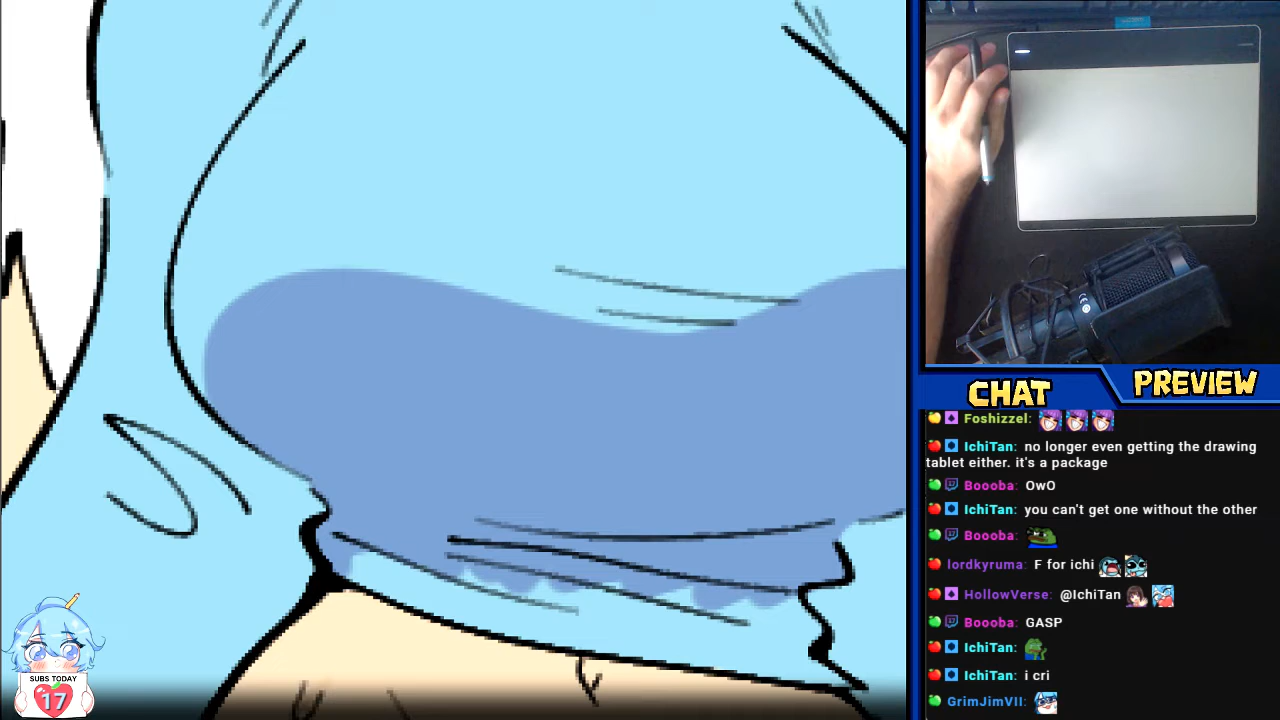 CHAT
PREVIEW
Foshizzel:
IchiTan: no longer even getting the drawing
tablet either. it's a package
Boooba: OwO
IchiTan: you can't get one without the other
Boooba:
lordkyruma: F for ichi
HollowVerse: @IchiTan
Boooba: GASP
IchiTan:
IchiTan: i cri
GrimJimVII:
SUBS TODAY
17